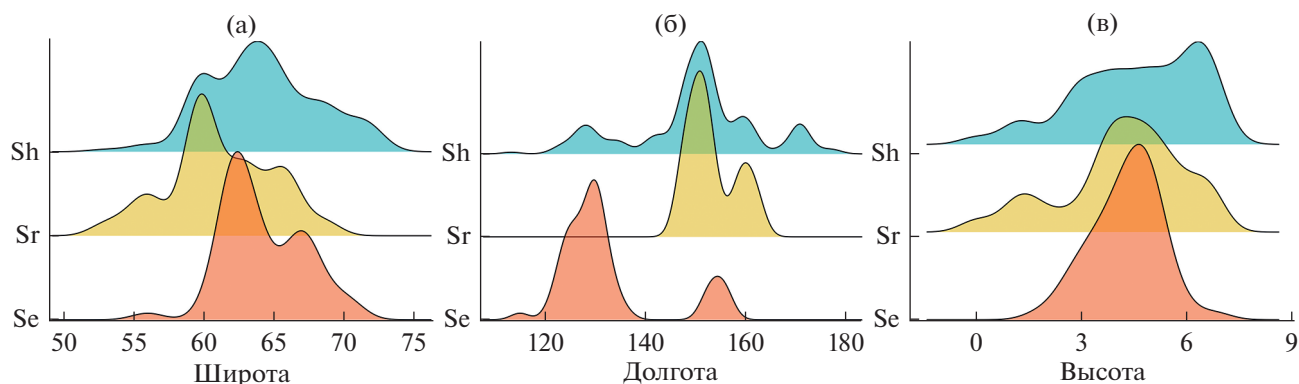 (а) (б) (в)
Sh Sh Sh
Sr Sr Sr
Se Se Se
50 55 60 65 70 75 120 140 160 180 0 3 6 9
Широта Долгота Высота